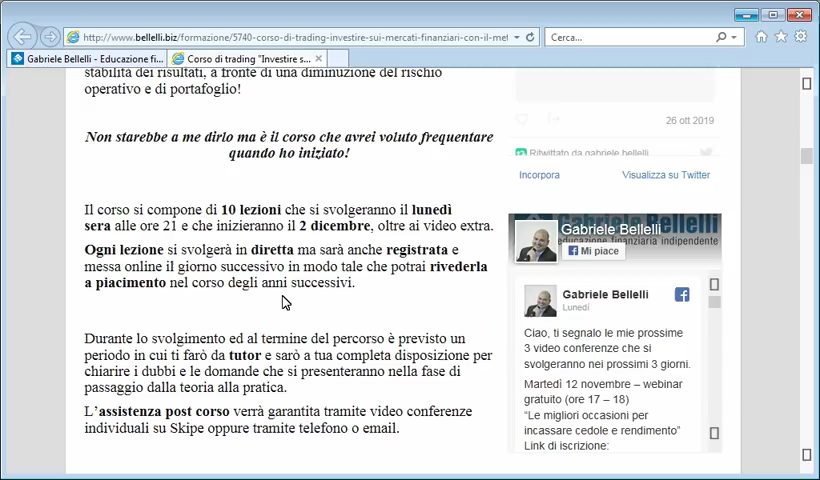 http://www.bellelli.biz/formazione/5740-corso-di-trading-investire-sui-mercati-finanziari-con-il-met
Cerca...
Gabriele Bellelli - Educazione fi...
Corso di trading "Investire s...
stabilità dei risultati, a fronte di una diminuzione del rischio
operativo e di portafoglio!
Non starebbe a me dirlo ma è il corso che avrei voluto frequentare
quando ho iniziato!
Il corso si compone di 10 lezioni che si svolgeranno il lunedì
sera alle ore 21 e che inizieranno il 2 dicembre, oltre ai video extra.
Ogni lezione si svolgerà in diretta ma sarà anche registrata e
messa online il giorno successivo in modo tale che potrai rivederla
a piacimento nel corso degli anni successivi.
Durante lo svolgimento ed al termine del percorso è previsto un
periodo in cui ti farò da tutor e sarò a tua completa disposizione per
chiarire i dubbi e le domande che si presenteranno nella fase di
passaggio dalla teoria alla pratica.
L'assistenza post corso verrà garantita tramite video conferenze
individuali su Skipe oppure tramite telefono o email.
26 ott 2019
Ritwittato da gabriele bellelli
Incorpora
Visualizza su Twitter
Gabriele Bellelli
educazione finanziaria indipendente
Gabriele Bellelli
Mi piace
Gabriele Bellelli
Lunedì
Ciao, ti segnalo le mie prossime
3 video conferenze che si
svolgeranno nei prossimi 3 giorni.
Martedì 12 novembre – webinar
gratuito (ore 17 – 18)
"Le migliori occasioni per
incassare cedole e rendimento"
Link di iscrizione: